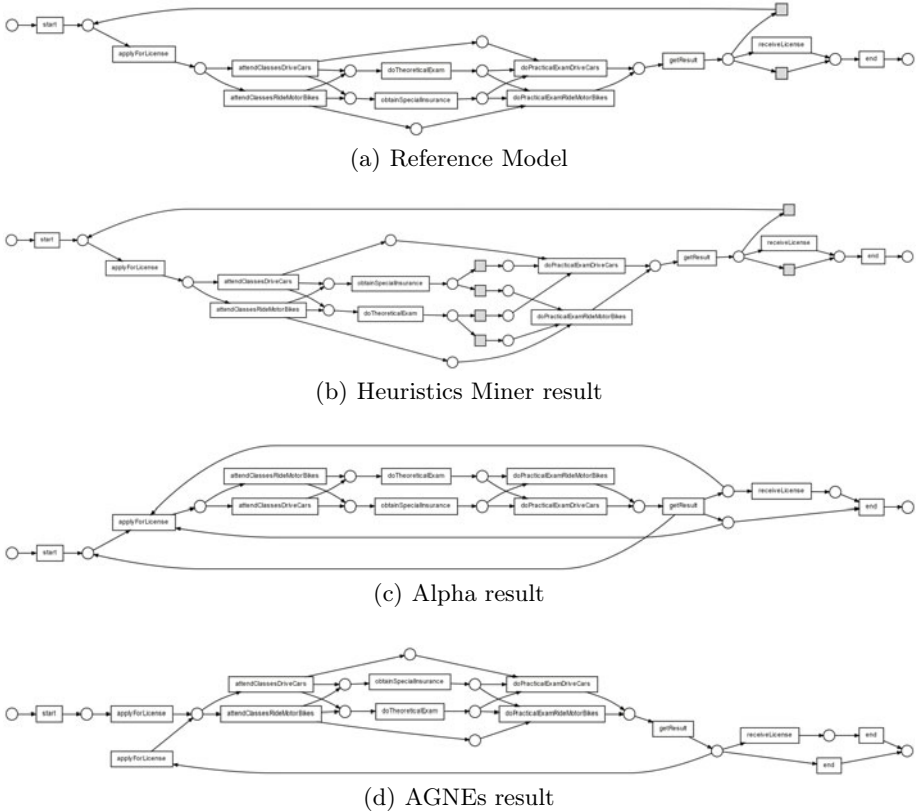 start
applyForLicense
attendClassesDriveCars
attendClassesRideMotorBikes
doTheoreticalExam
obtainSpecialInsurance
doPracticalExamDriveCars
doPracticalExamRideMotorBikes
getResult
receiveLicense
end
(a) Reference Model
start
applyForLicense
attendClassesDriveCars
attendClassesRideMotorBikes
obtainSpecialInsurance
doTheoreticalExam
doPracticalExamDriveCars
doPracticalExamRideMotorBikes
getResult
receiveLicense
end
(b) Heuristics Miner result
start
applyForLicense
attendClassesRideMotorBikes
attendClassesDriveCars
doTheoreticalExam
obtainSpecialInsurance
doPracticalExamRideMotorBikes
doPracticalExamDriveCars
getResult
receiveLicense
end
(c) Alpha result
start
applyForLicense
applyForLicense
attendClassesDriveCars
attendClassesRideMotorBikes
obtainSpecialInsurance
doTheoreticalExam
doPracticalExamDriveCars
doPracticalExamRideMotorBikes
getResult
receiveLicense
end
end
(d) AGNEs result